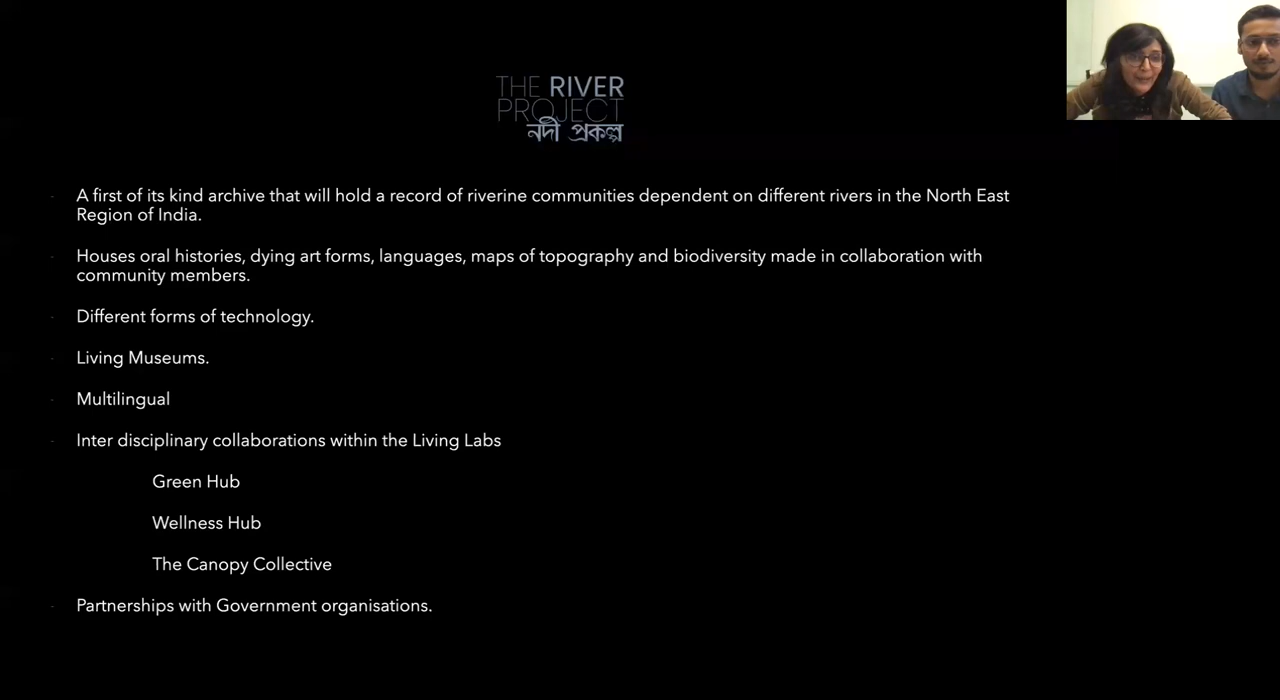 THE RIVER
PROJECT
নদী প্রকল্প
- A first of its kind archive that will hold a record of riverine communities dependent on different rivers in the North East
Region of India.
- Houses oral histories, dying art forms, languages, maps of topography and biodiversity made in collaboration with
community members.
- Different forms of technology.
- Living Museums.
- Multilingual
- Inter disciplinary collaborations within the Living Labs
Green Hub
Wellness Hub
The Canopy Collective
- Partnerships with Government organisations.